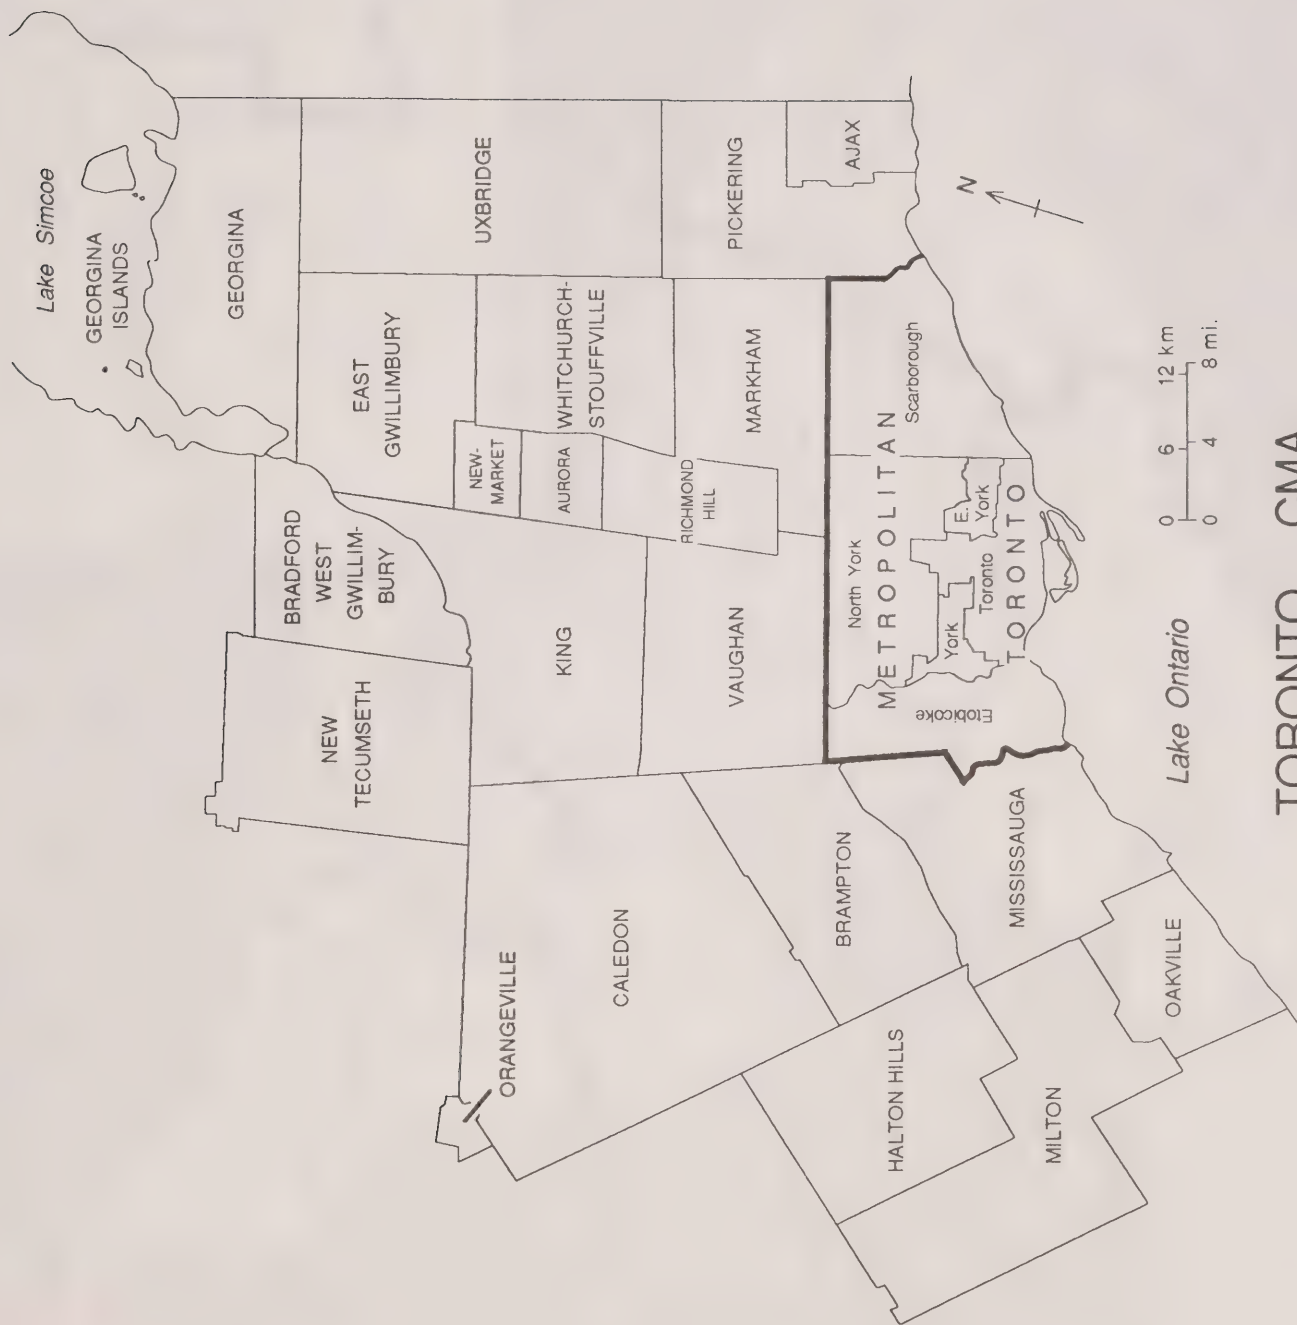 Lake Simcoe
GEORGINA
ISLANDS
GEORGINA
UXBRIDGE
PICKERING
AJAX
N
EAST
GWILLIMBURY
WHITCHURCH-
STOUFFVILLE
MARKHAM
NEW-
MARKET
AURORA
RICHMOND
HILL
BRADFORD
WEST
GWILLIM-
BURY
KING
VAUGHAN
NEW
TECUMSETH
METROPOLITAN
TORONTO
Scarborough
North York
E.
York
York
Toronto
Etobicoke
ORANGEVILLE
CALEDON
BRAMPTON
MISSISSAUGA
HALTON HILLS
MILTON
OAKVILLE
Lake Ontario
0 6 12 km
0 4 8 mi.
TORONTO CMA